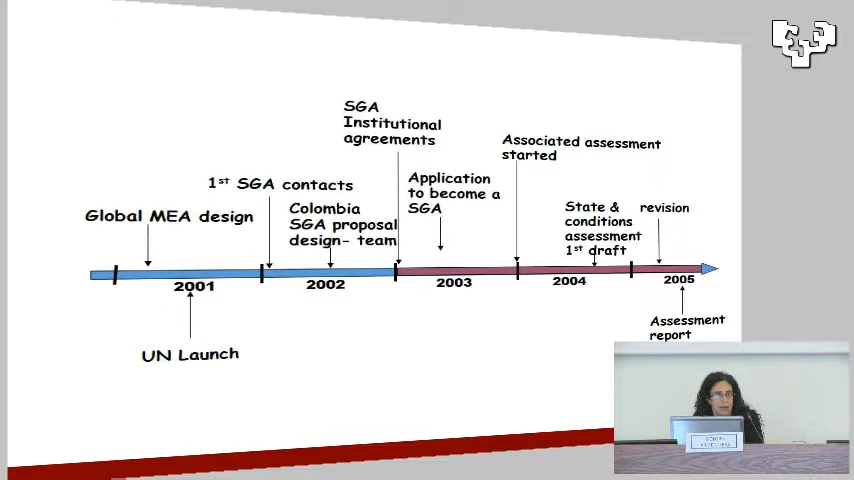 SGA
Institutional
agreements
Associated assessment
started
1st SGA contacts
Application
to become a
SGA
Global MEA design
Colombia
SGA proposal
design- team
State &
conditions
assessment
1st draft
revision
2001
2002
2003
2004
2005
UN Launch
Assessment
report